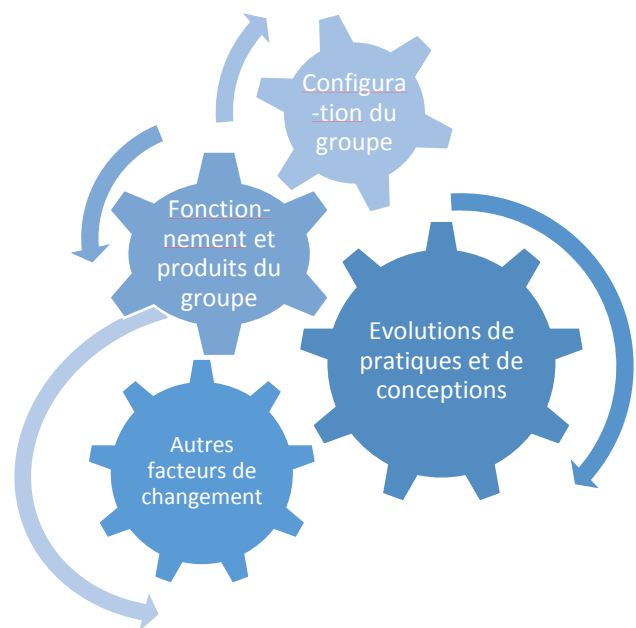 Configura
-tion du
groupe
Fonction-
nement et
produits du
groupe
Evolutions de
pratiques et de
conceptions
Autres
facteurs de
changement